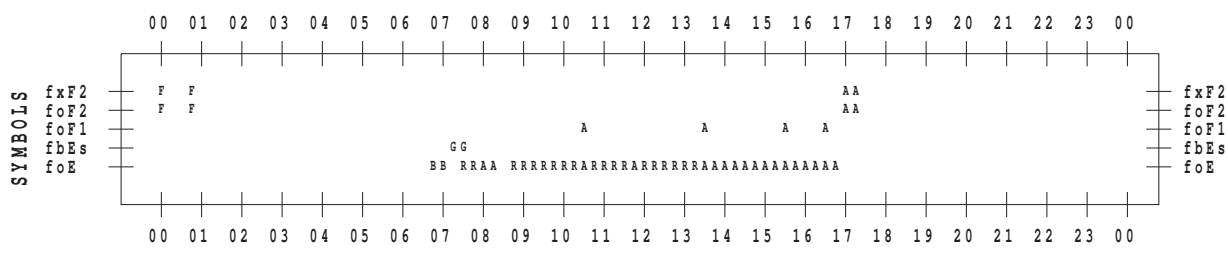 00 01 02 03 04 05 06 07 08 09 10 11 12 13 14 15 16 17 18 19 20 21 22 23 00
SYMBOLS
fxF2 F F AA fxF2
foF2 F F AA foF2
foF1 A A A A foF1
fbEs GG fbEs
foE BB RRAA RRRRRRRARRRRARRRRRRAAAAAAAAAAAAAA foE
00 01 02 03 04 05 06 07 08 09 10 11 12 13 14 15 16 17 18 19 20 21 22 23 00